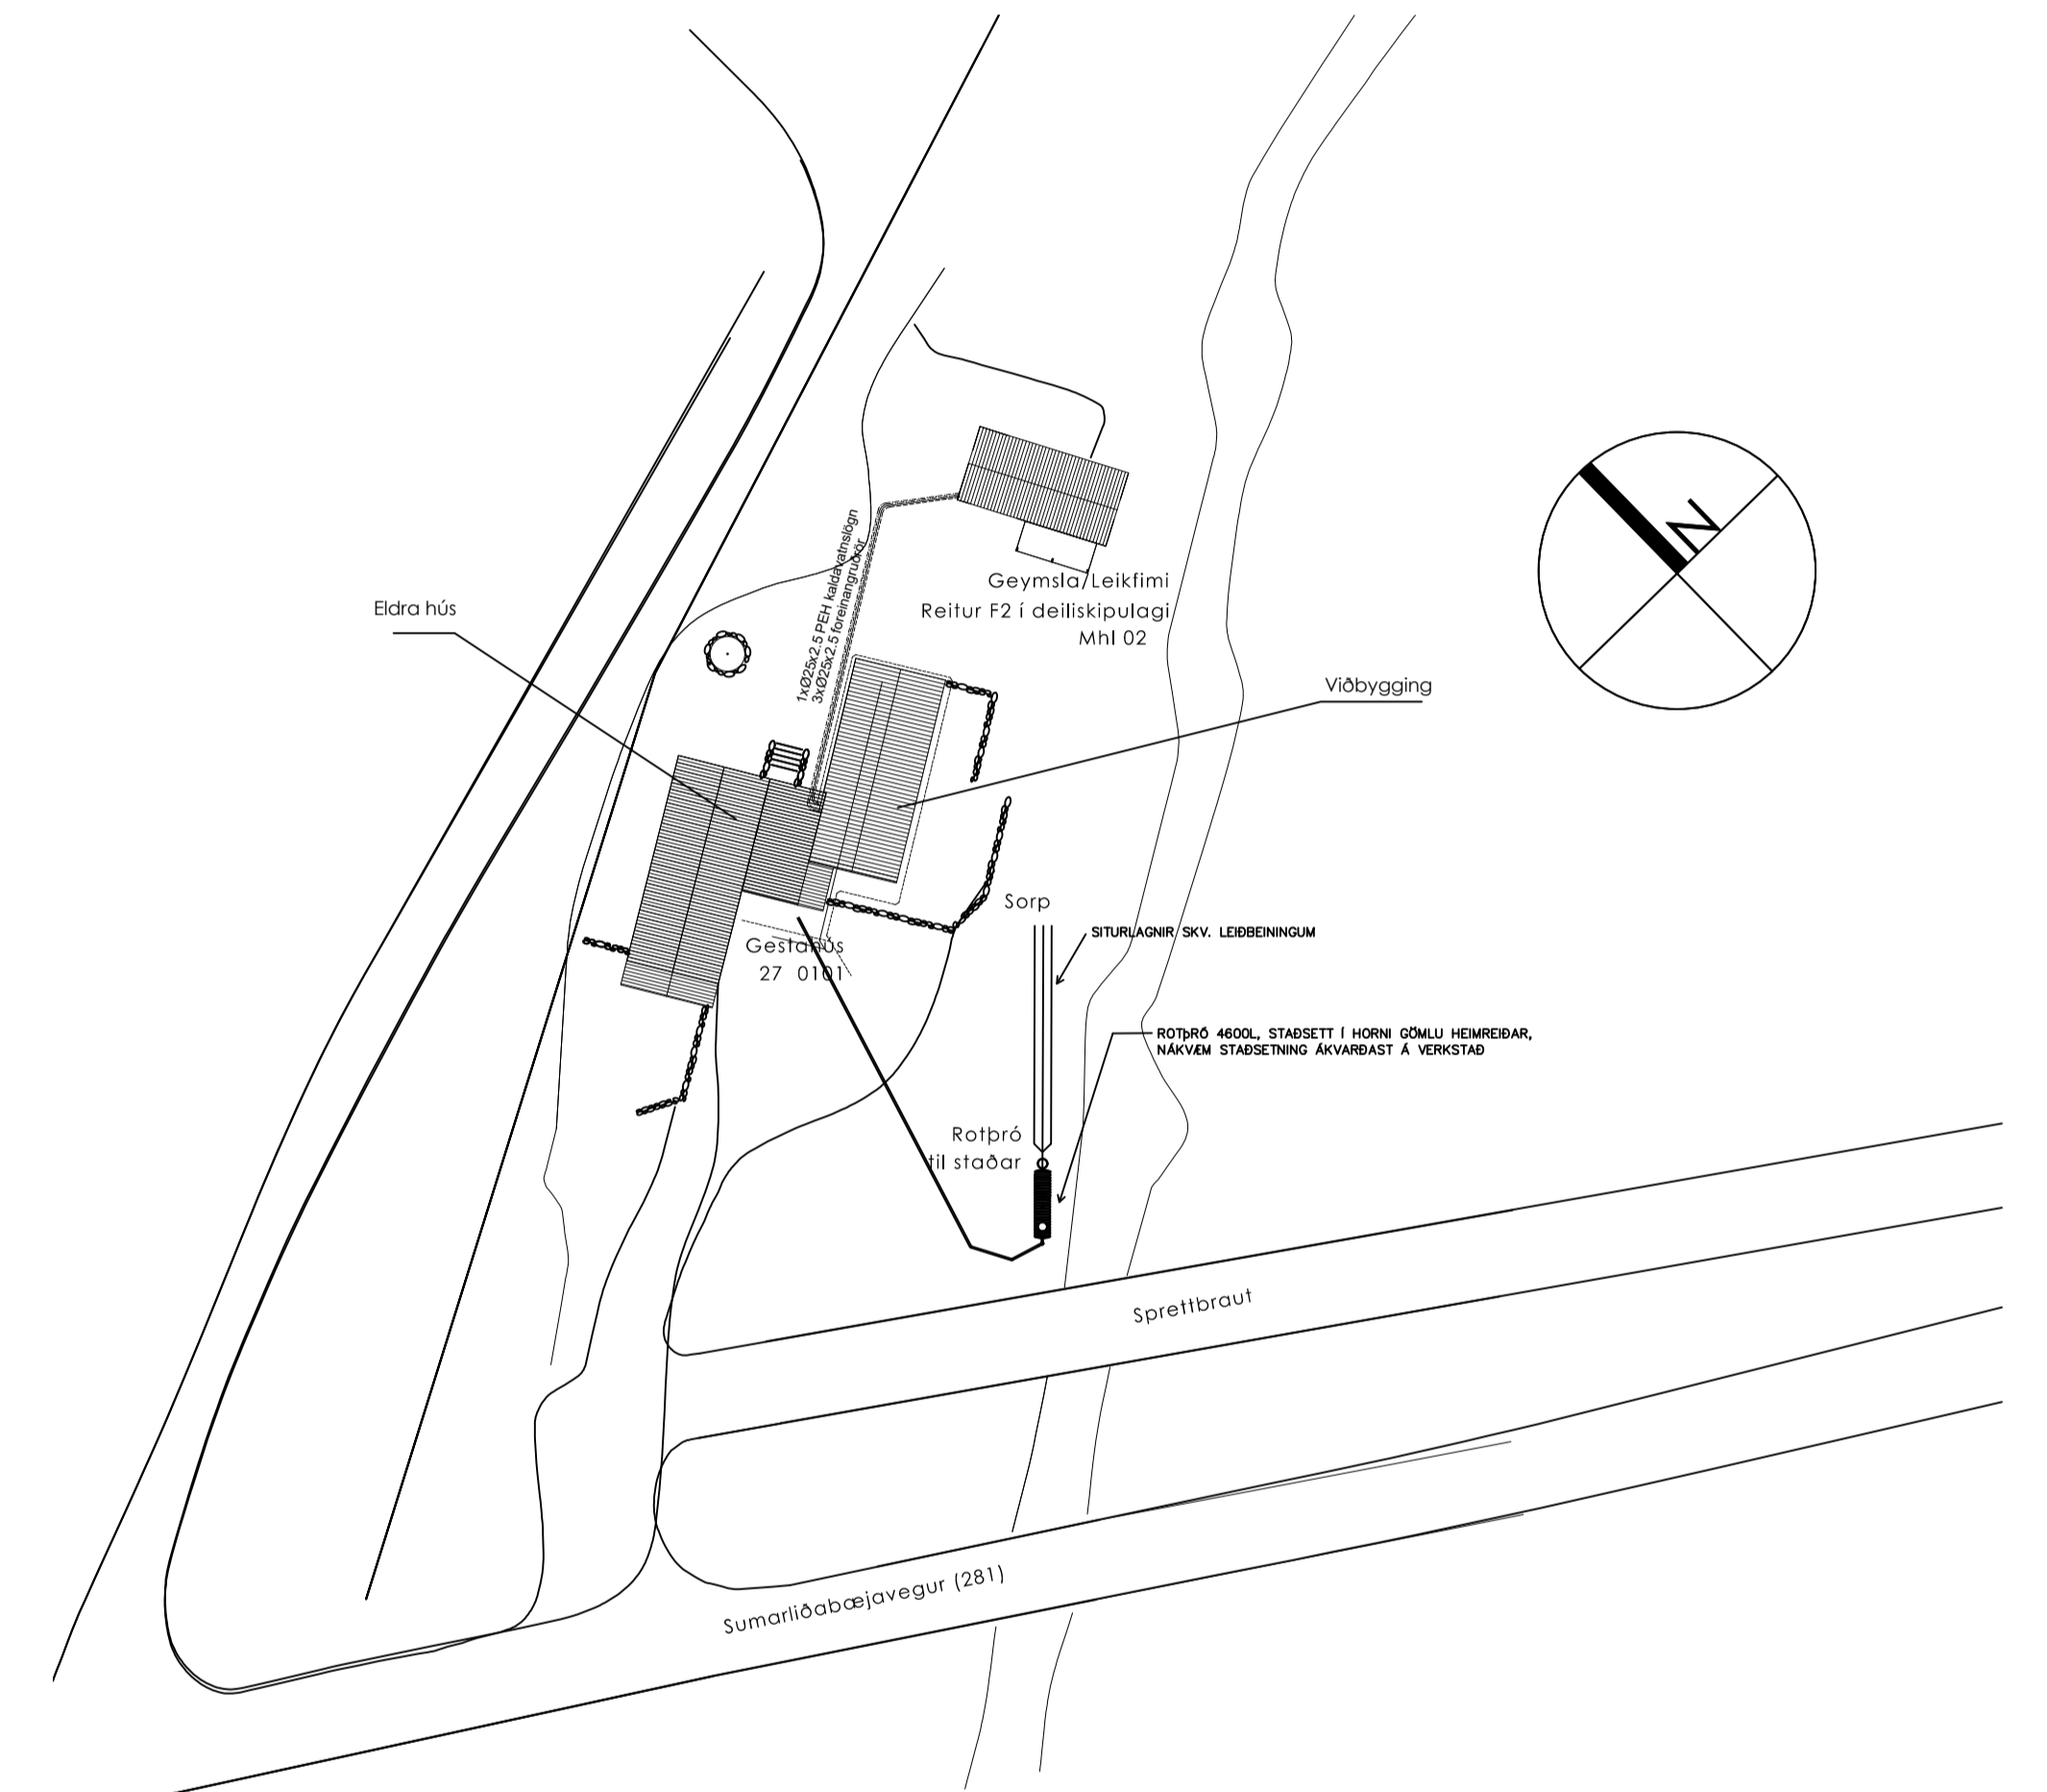 1xØ25x2.5 PEH kaldavatnslögn
3xØ25x2.5 foreinangruðrör
Geymsla/Leikfimi
Reitur F2 í deiliskipulagi
Mhl 02
N
Eldra hús
Viðbygging
Sorp
SITURLAGNIR SKV. LEIÐBEININGUM
Gestahús
27 0101
ROTÞRÓ 4600L, STAÐSETT Í HORNI GÖMLU HEIMREIÐAR,
NÁKVÆM STAÐSETNING ÁKVARÐAST Á VERKSTAÐ
Rotþró
til staðar
Sprettbraut
Sumarliðabæjavegur (281)